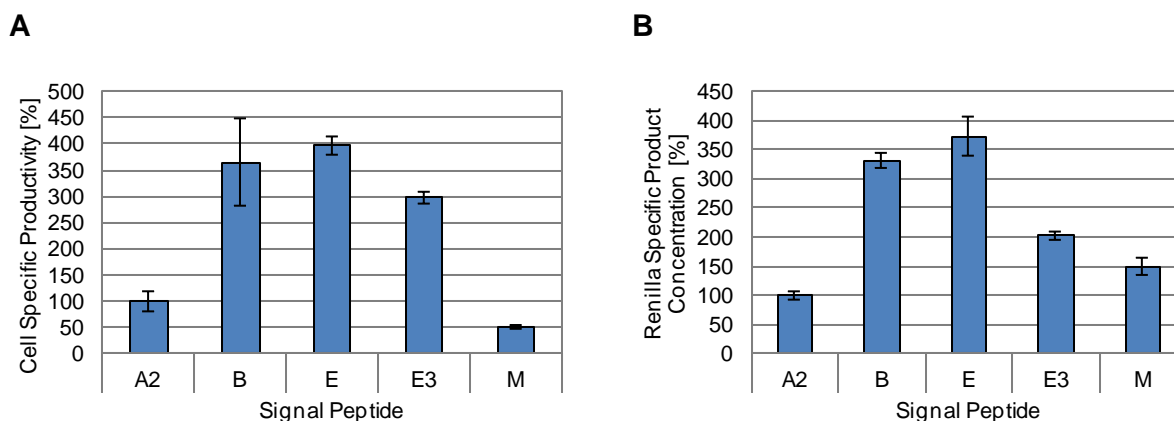 A
Cell Specific Productivity [%]
500
450
400
350
300
250
200
150
100
50
0
A2 B E E3 M
Signal Peptide
B
Renilla Specific Product
Concentration [%]
450
400
350
300
250
200
150
100
50
0
A2 B E E3 M
Signal Peptide